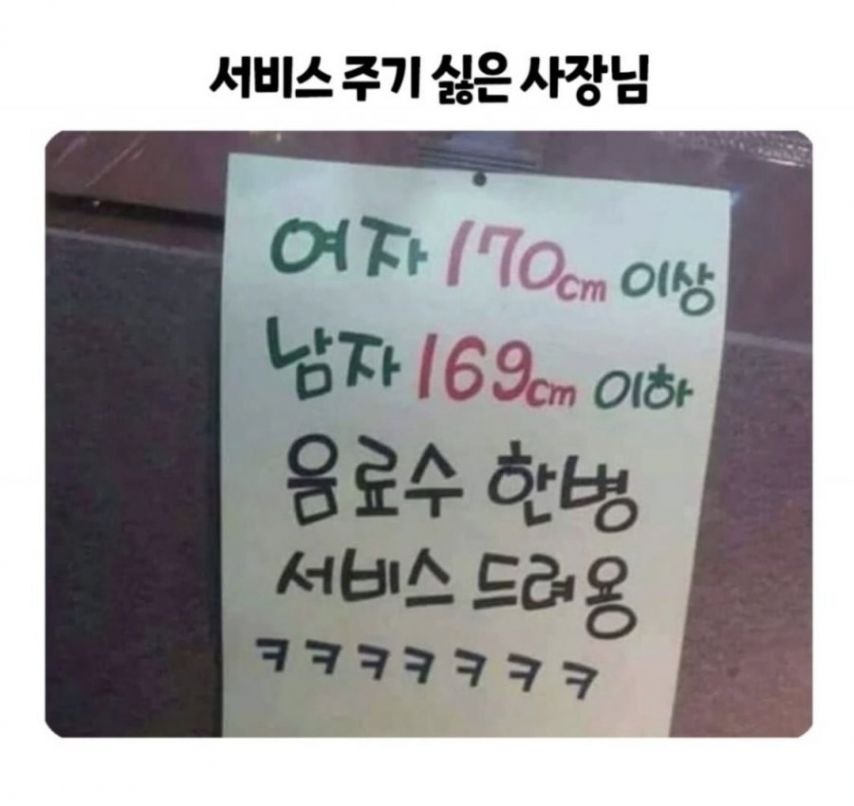 서비스 주기 싫은 사장님
여자 170cm 이상
남자 169cm 이하
음료수 한병
서비스 드려용
ㅋㅋㅋㅋㅋㅋㅋ